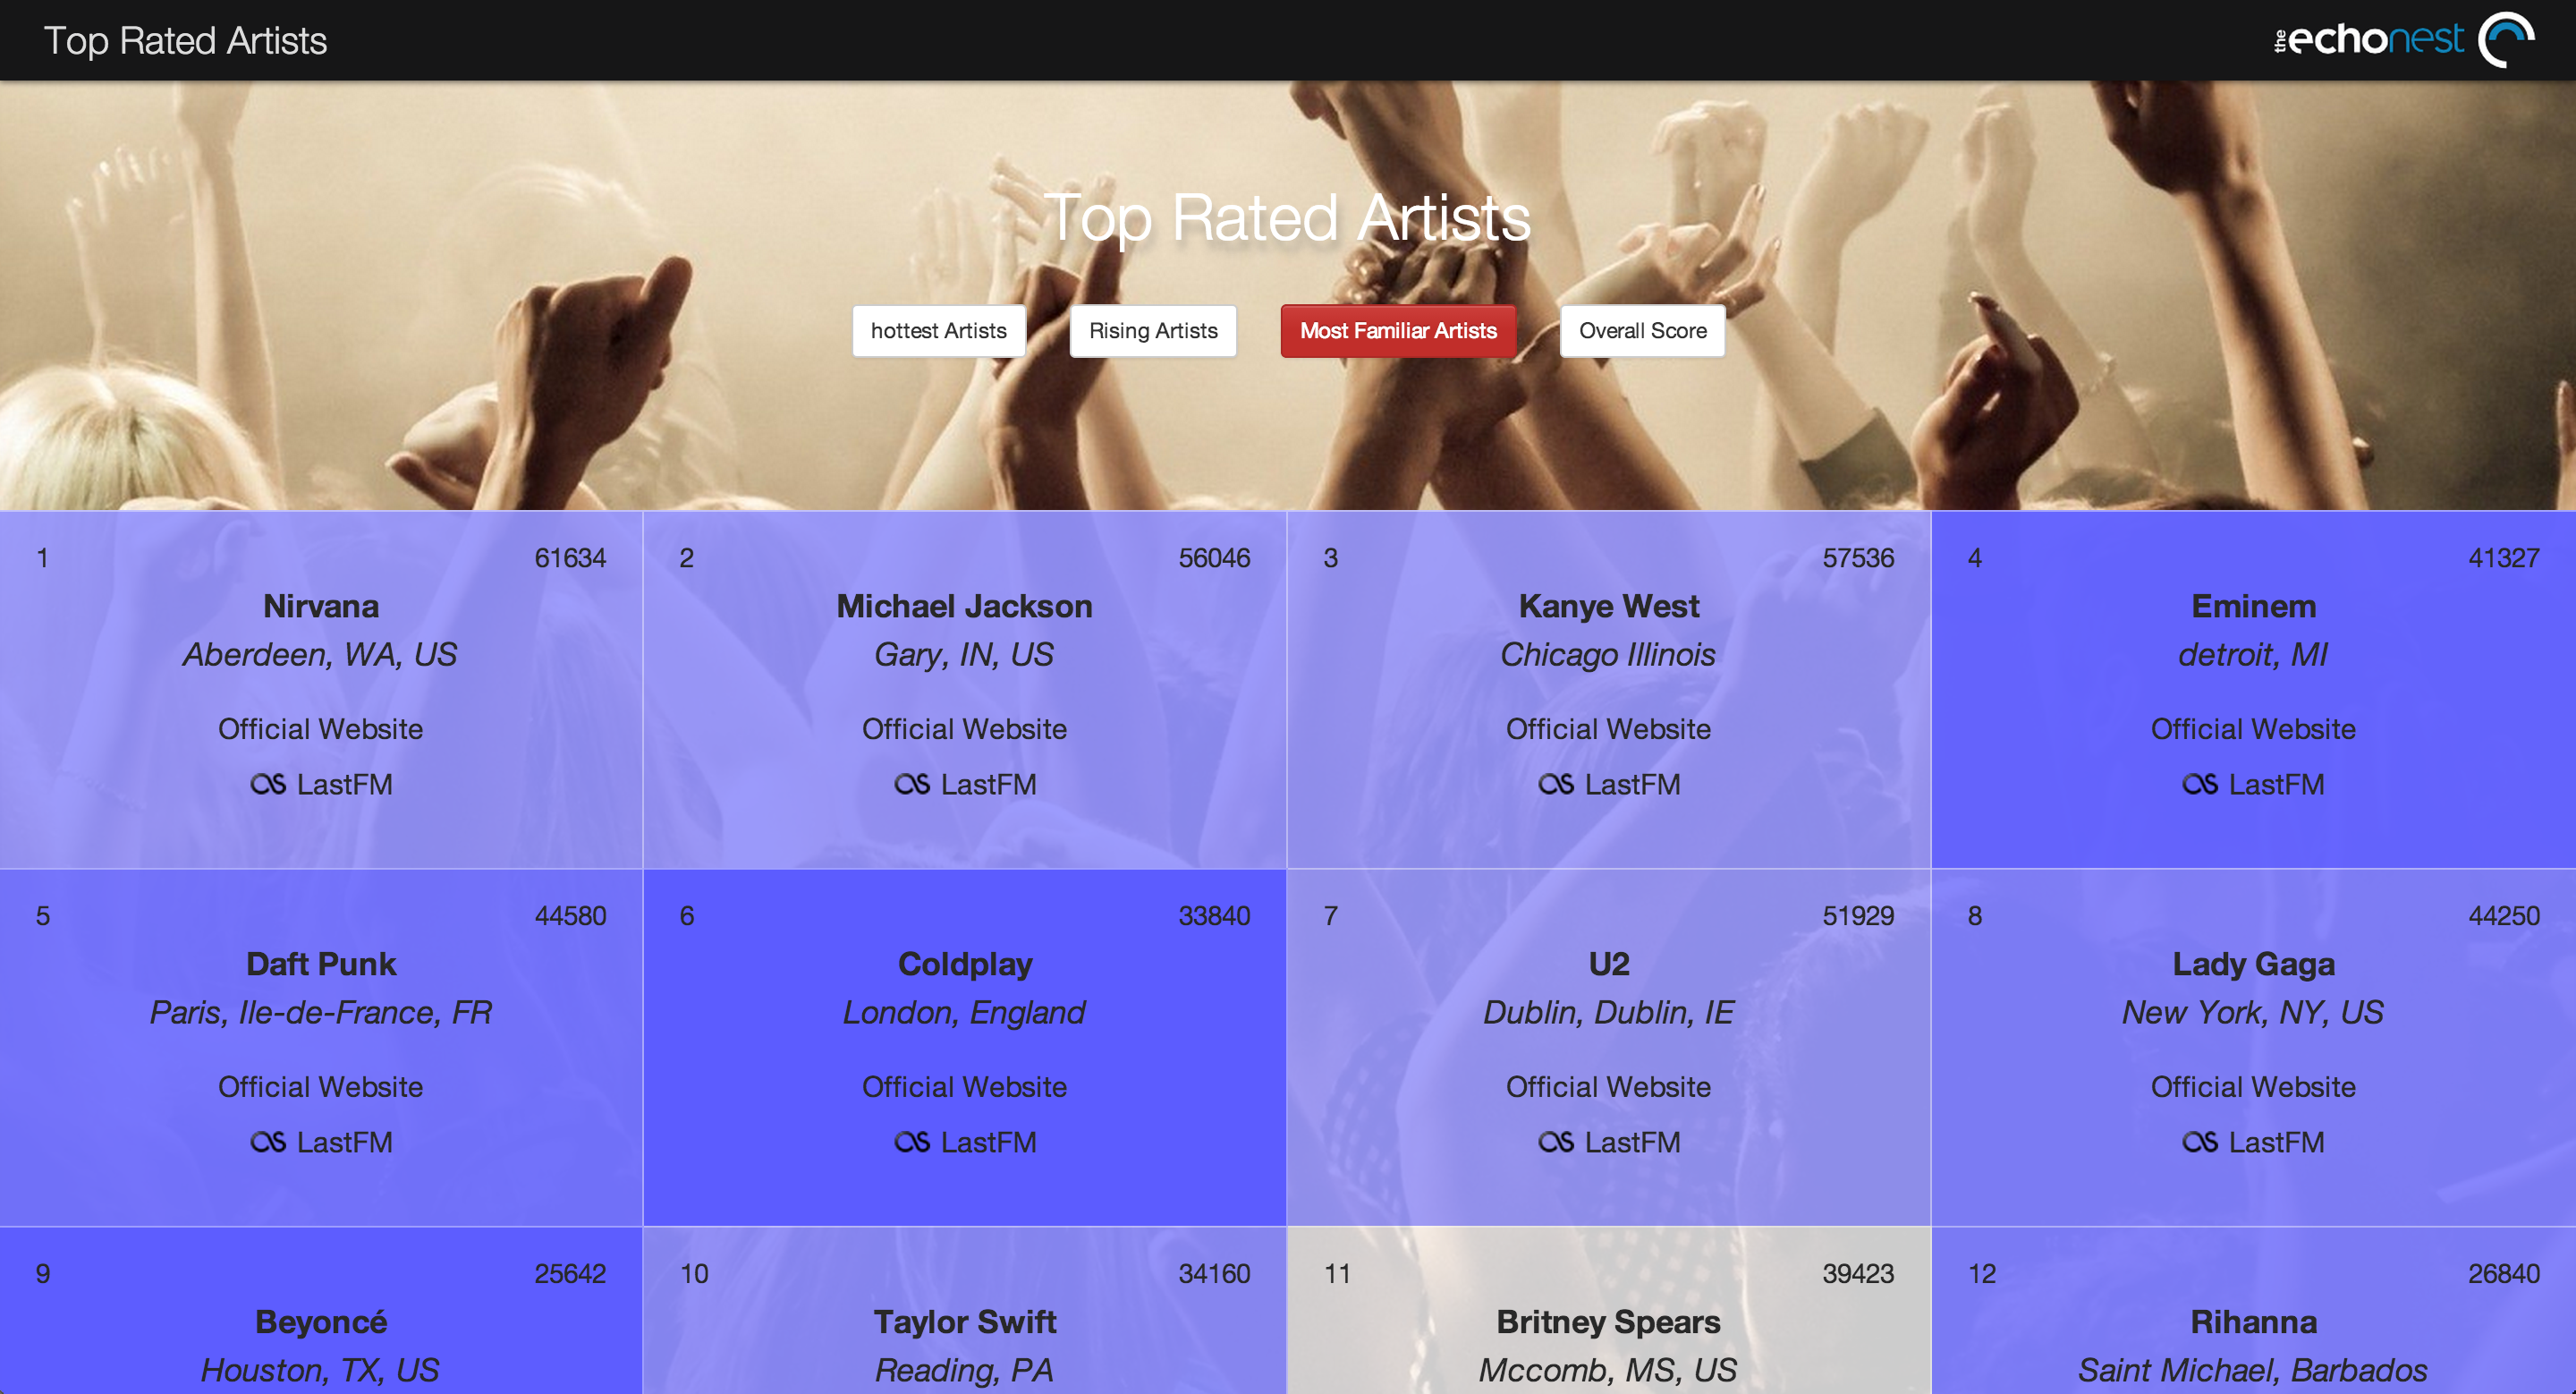 Top Rated Artists
the echonest
Top Rated Artists
hottest Artists
Rising Artists
Most Familiar Artists
Overall Score
1 61634
Nirvana
Aberdeen, WA, US
Official Website
LastFM
2 56046
Michael Jackson
Gary, IN, US
Official Website
LastFM
3 57536
Kanye West
Chicago Illinois
Official Website
LastFM
4 41327
Eminem
detroit, MI
Official Website
LastFM
5 44580
Daft Punk
Paris, Ile-de-France, FR
Official Website
LastFM
6 33840
Coldplay
London, England
Official Website
LastFM
7 51929
U2
Dublin, Dublin, IE
Official Website
LastFM
8 44250
Lady Gaga
New York, NY, US
Official Website
LastFM
9 25642
Beyoncé
Houston, TX, US
10 34160
Taylor Swift
Reading, PA
11 39423
Britney Spears
Mccomb, MS, US
12 26840
Rihanna
Saint Michael, Barbados